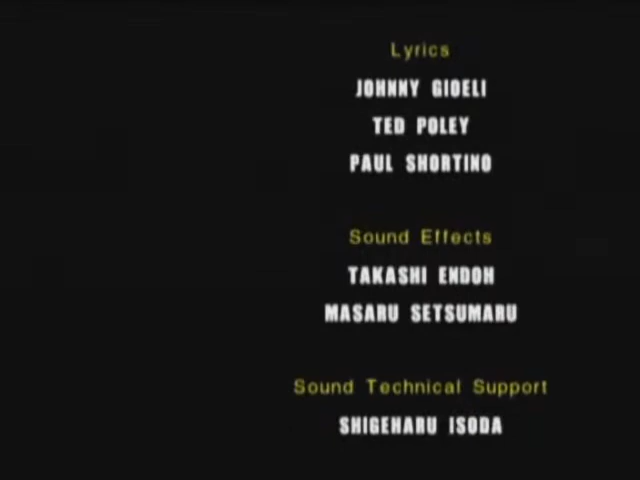 Lyrics
JOHNNY GIOELI
TED POLEY
PAUL SHORTINO
Sound Effects
TAKASHI ENDOH
MASARU SETSUMARU
Sound Technical Support
SHIGEHARU ISODA